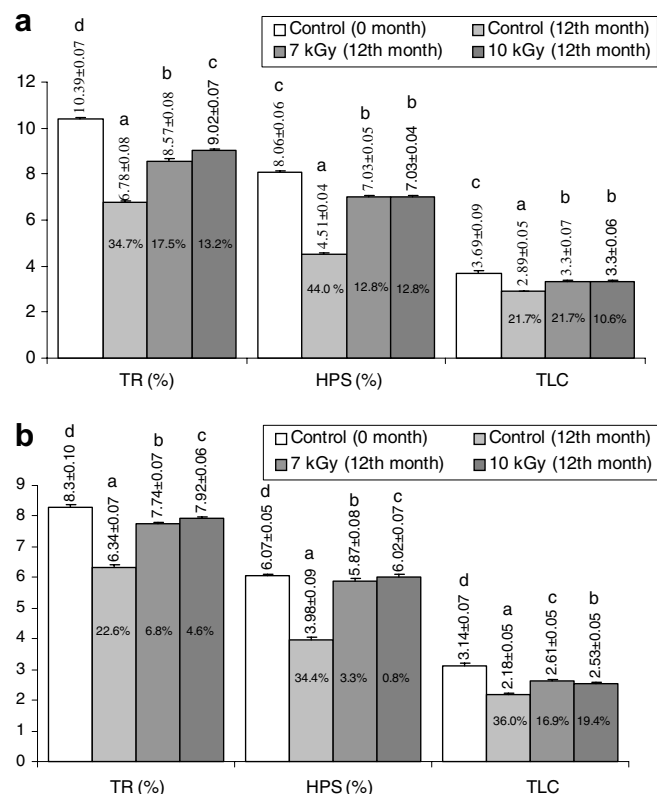 a
Control (0 month) Control (12th month)
7 kGy (12th month) 10 kGy (12th month)
d a b c
10.39±0.07 6.78±0.08 8.57±0.08 9.02±0.07
c a b b
8.06±0.06 4.51±0.04 7.03±0.05 7.03±0.04
c a b b
3.69±0.09 2.89±0.05 3.3±0.07 3.3±0.06
12
10
8
6
4
2
0
34.7% 17.5% 13.2%
44.0 % 12.8% 12.8%
21.7% 21.7% 10.6%
TR (%) HPS (%) TLC
b
Control (0 month) Control (12th month)
7 kGy (12th month) 10 kGy (12th month)
d a b c
8.3±0.10 6.34±0.07 7.74±0.07 7.92±0.06
d a b c
6.07±0.05 3.98±0.09 5.87±0.08 6.02±0.07
d a c b
3.14±0.07 2.18±0.05 2.61±0.05 2.53±0.05
9
8
7
6
5
4
3
2
1
0
22.6% 6.8% 4.6%
34.4% 3.3% 0.8%
36.0% 16.9% 19.4%
TR (%) HPS (%) TLC